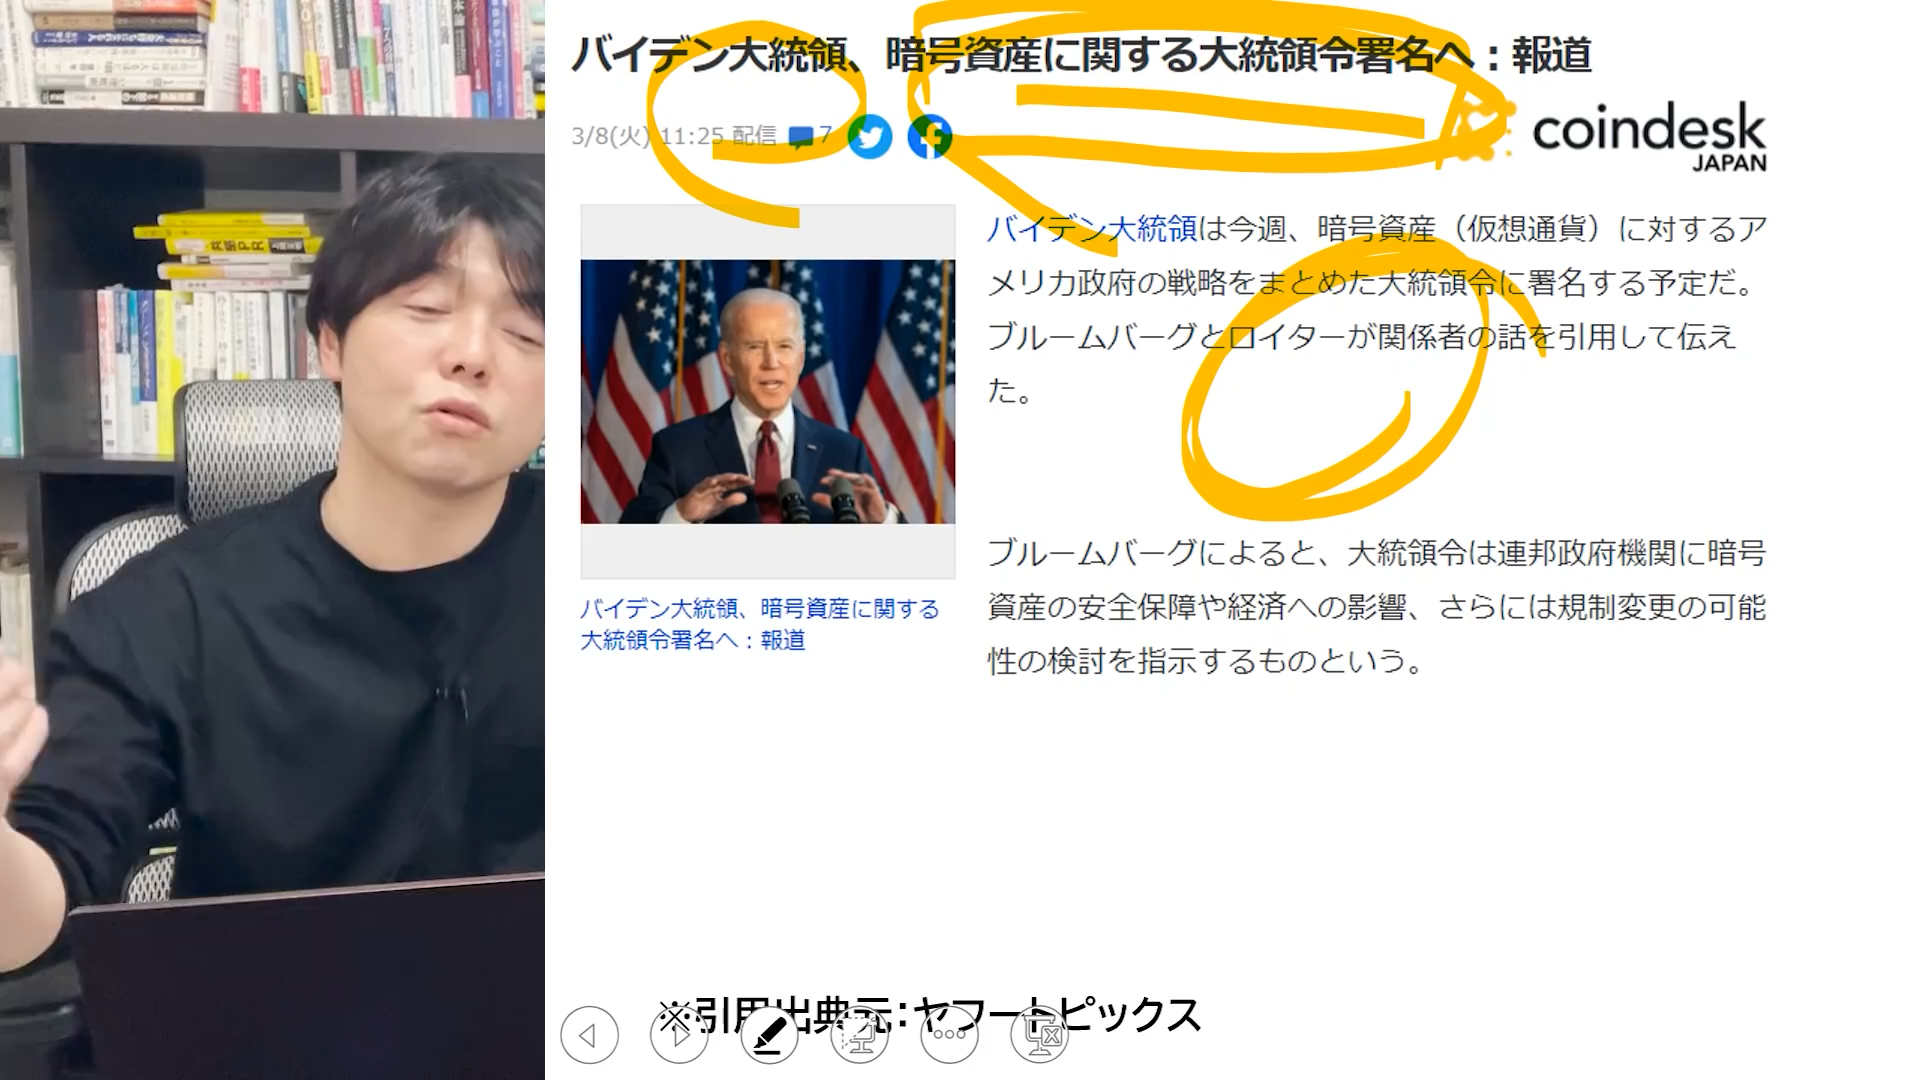 バイデン大統領、暗号資産に関する大統領令署名へ：報道
3/8(火) 11:25 配信 7
coindesk
JAPAN
バイデン大統領は今週、暗号資産（仮想通貨）に対するア
メリカ政府の戦略をまとめた大統領令に署名する予定だ。
ブルームバーグとロイターが関係者の話を引用して伝え
た。
バイデン大統領、暗号資産に関する
大統領令署名へ：報道
ブルームバーグによると、大統領令は連邦政府機関に暗号
資産の安全保障や経済への影響、さらには規制変更の可能
性の検討を指示するものという。
※引用出典元：ヤフートピックス